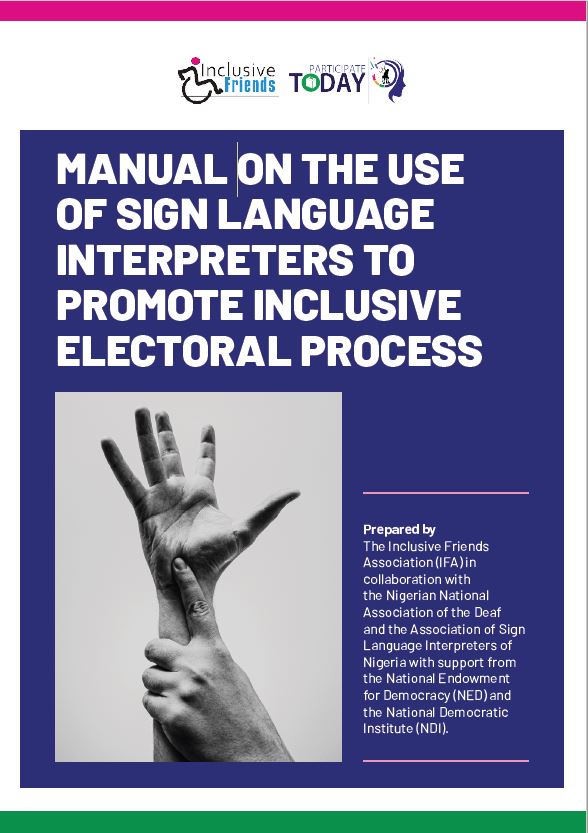 Inclusive
Friends
PARTICIPATE
TODAY
MANUAL ON THE USE
OF SIGN LANGUAGE
INTERPRETERS TO
PROMOTE INCLUSIVE
ELECTORAL PROCESS
Prepared by
The Inclusive Friends
Association (IFA) in
collaboration with
the Nigerian National
Association of the Deaf
and the Association of Sign
Language Interpreters of
Nigeria with support from
the National Endowment
for Democracy (NED) and
the National Democratic
Institute (NDI).